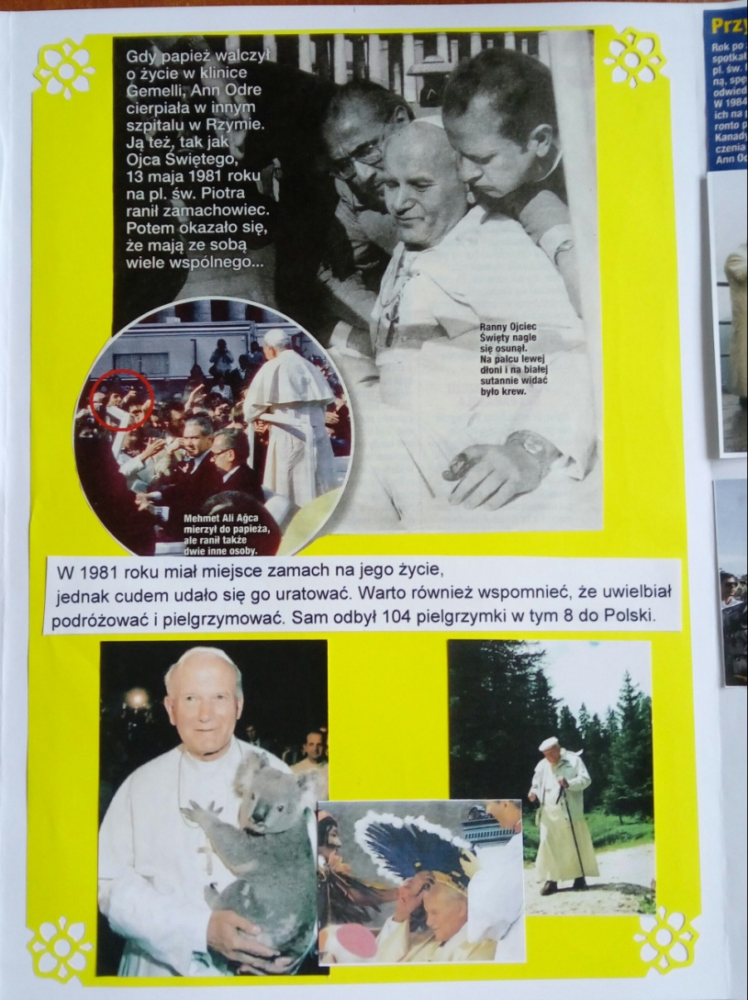 Gdy papież walczył
o życie w klinice
Gemelli, Ann Odre
cierpiała w innym
szpitalu w Rzymie.
Ją też, tak jak
Ojca Świętego,
13 maja 1981 roku
na pl. św. Piotra
ranił zamachowiec.
Potem okazało się,
że mają ze sobą
wiele wspólnego...
Ranny Ojciec
Święty nagle
się osunął.
Na palcu lewej
dłoni i na białej
sutannie widać
było krew.
Mehmet Ali Ağca
mierzył do papieża,
ale ranił także
dwie inne osoby.
W 1981 roku miał miejsce zamach na jego życie,
jednak cudem udało się go uratować. Warto również wspomnieć, że uwielbiał
podróżować i pielgrzymować. Sam odbył 104 pielgrzymki w tym 8 do Polski.
Rok po
spotkał
pl. św.
ną, spę
odwied
W 1984
ich na
ronto p
Kanady
czenia